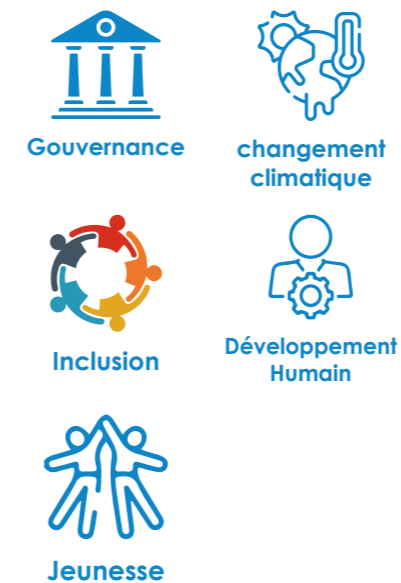 Gouvernance
changement
climatique
Inclusion
Développement
Humain
Jeunesse